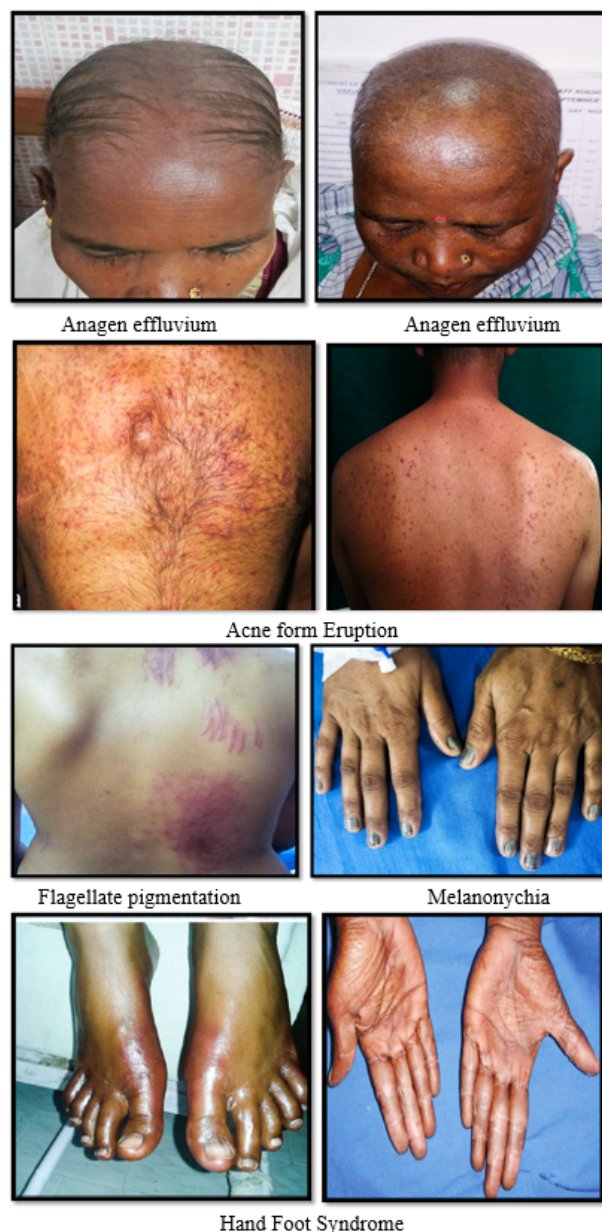 Anagen effluvium
Anagen effluvium
Acne form Eruption
Flagellate pigmentation
Melanonychia
Hand Foot Syndrome